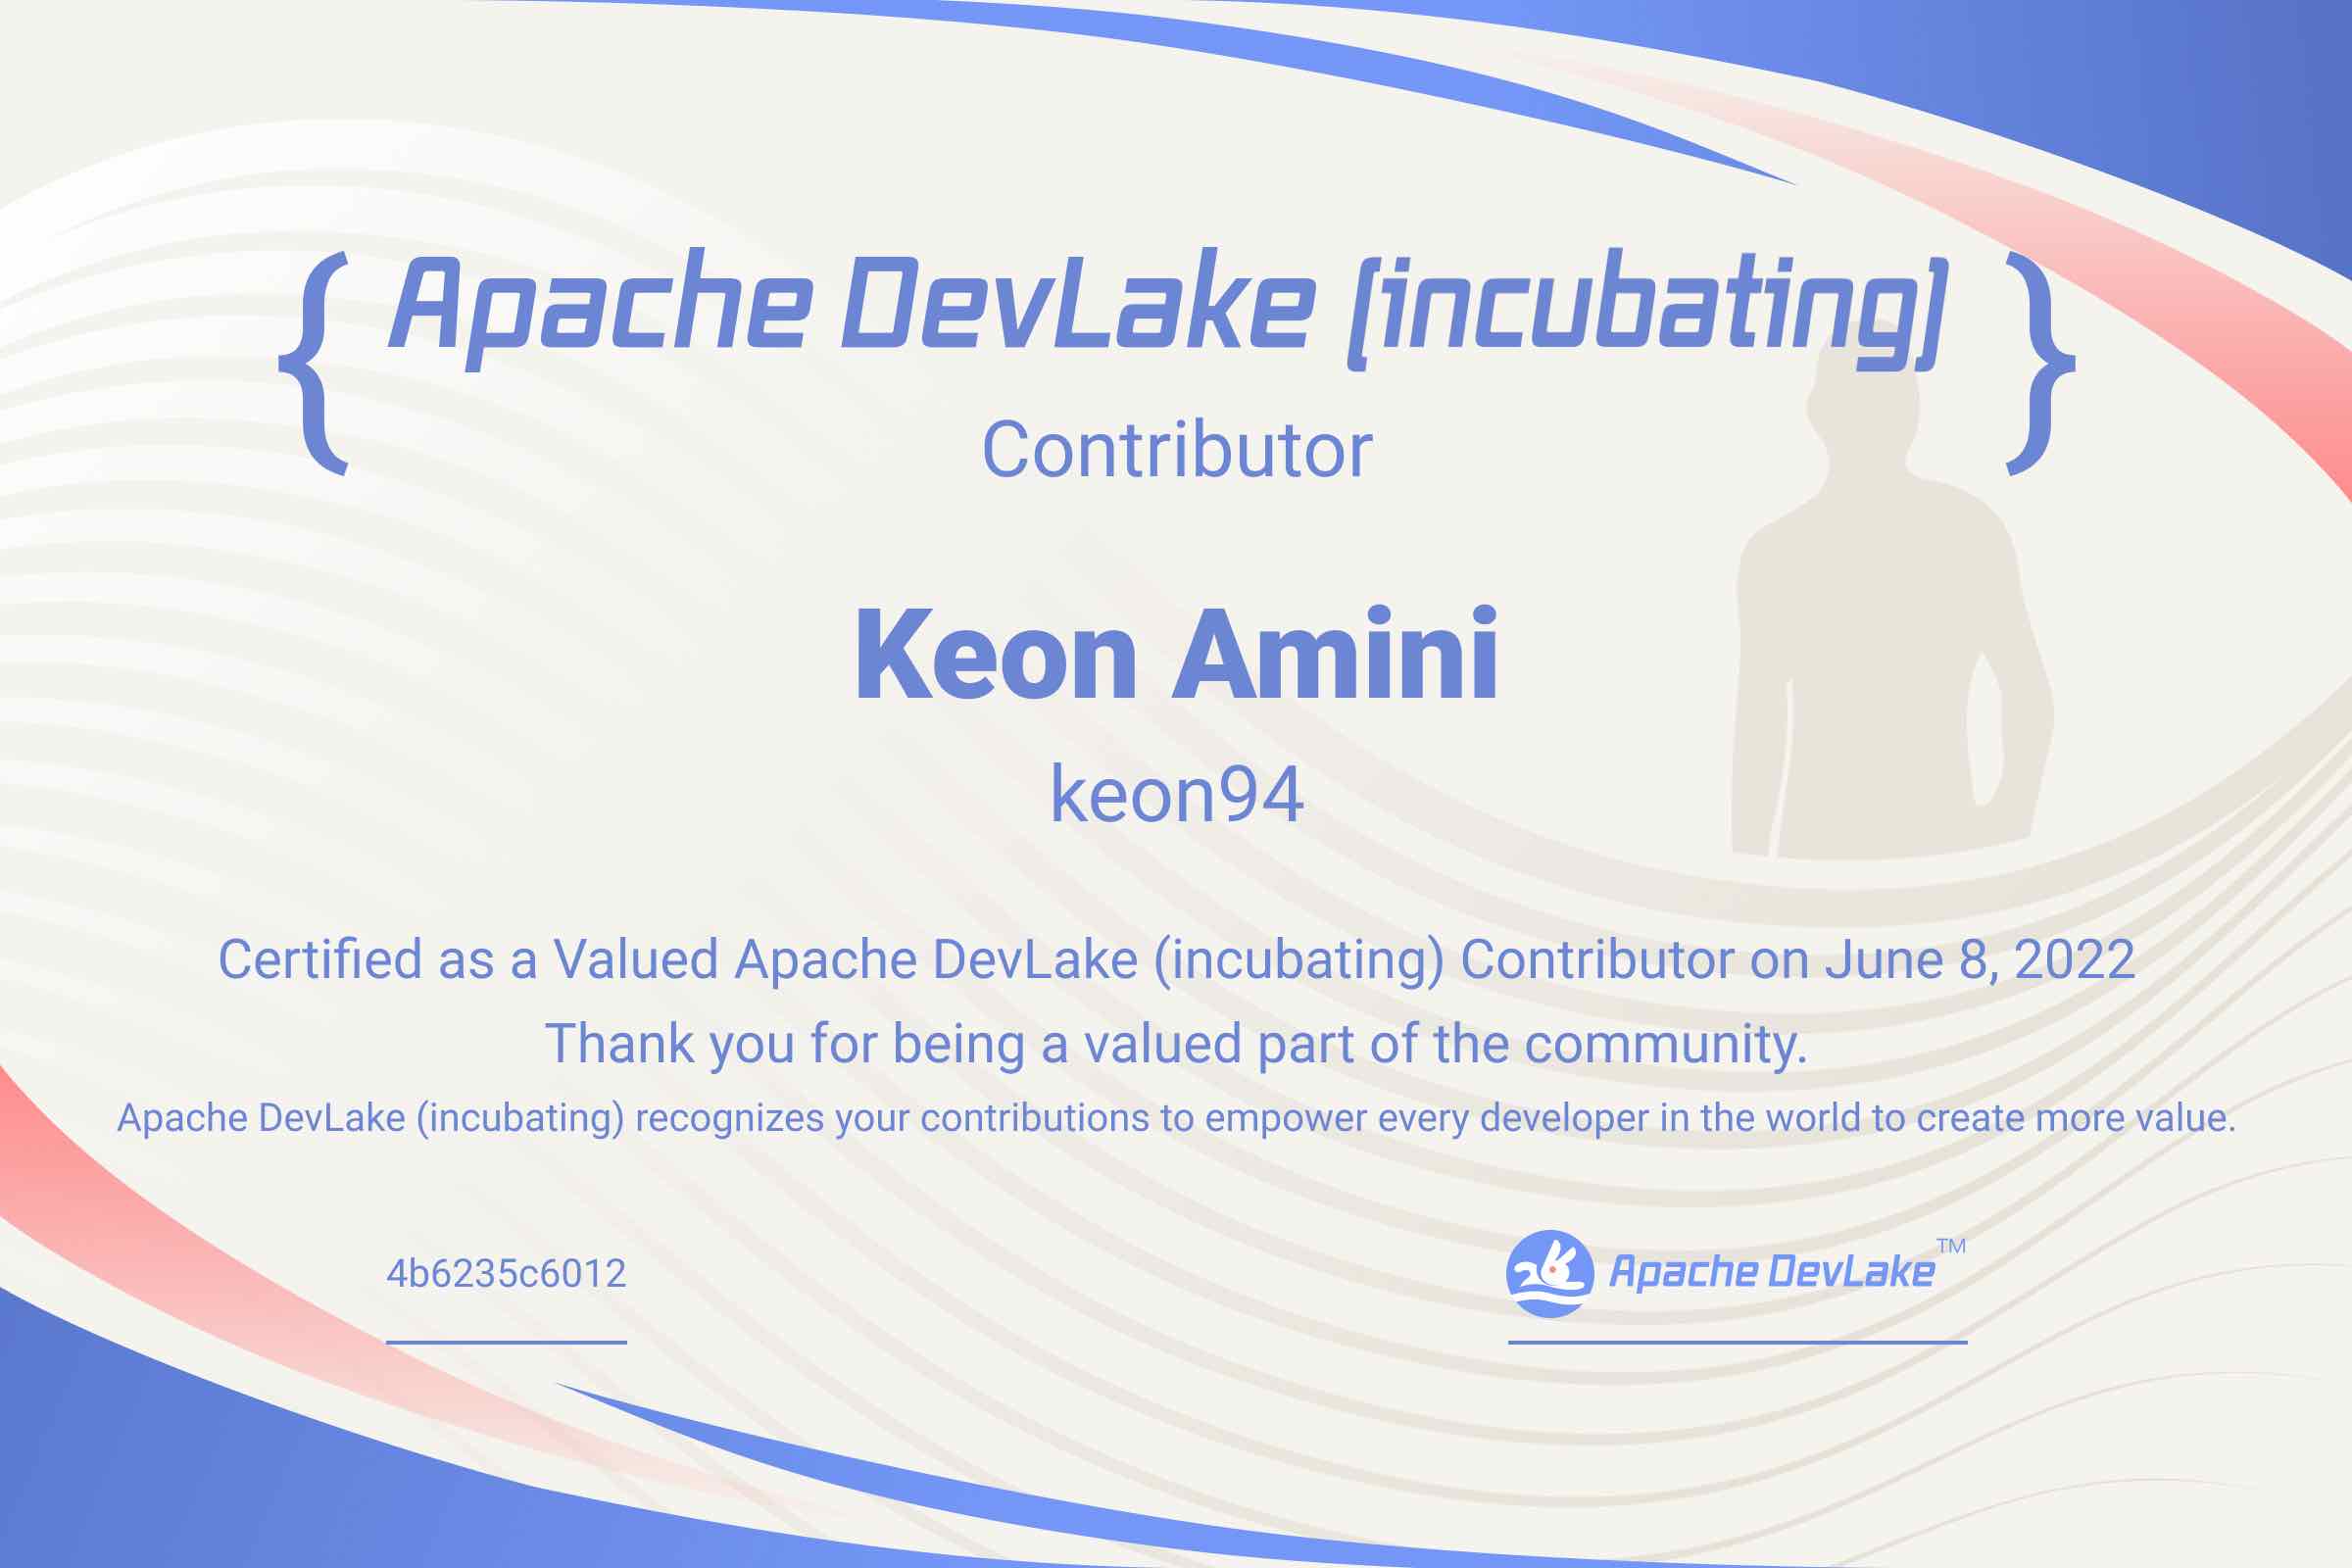 { Apache DevLake (incubating) }
Contributor
Keon Amini
keon94
Certified as a Valued Apache DevLake (incubating) Contributor on June 8, 2022
Thank you for being a valued part of the community.
Apache DevLake (incubating) recognizes your contributions to empower every developer in the world to create more value.
4b6235c6012
Apache DevLake™